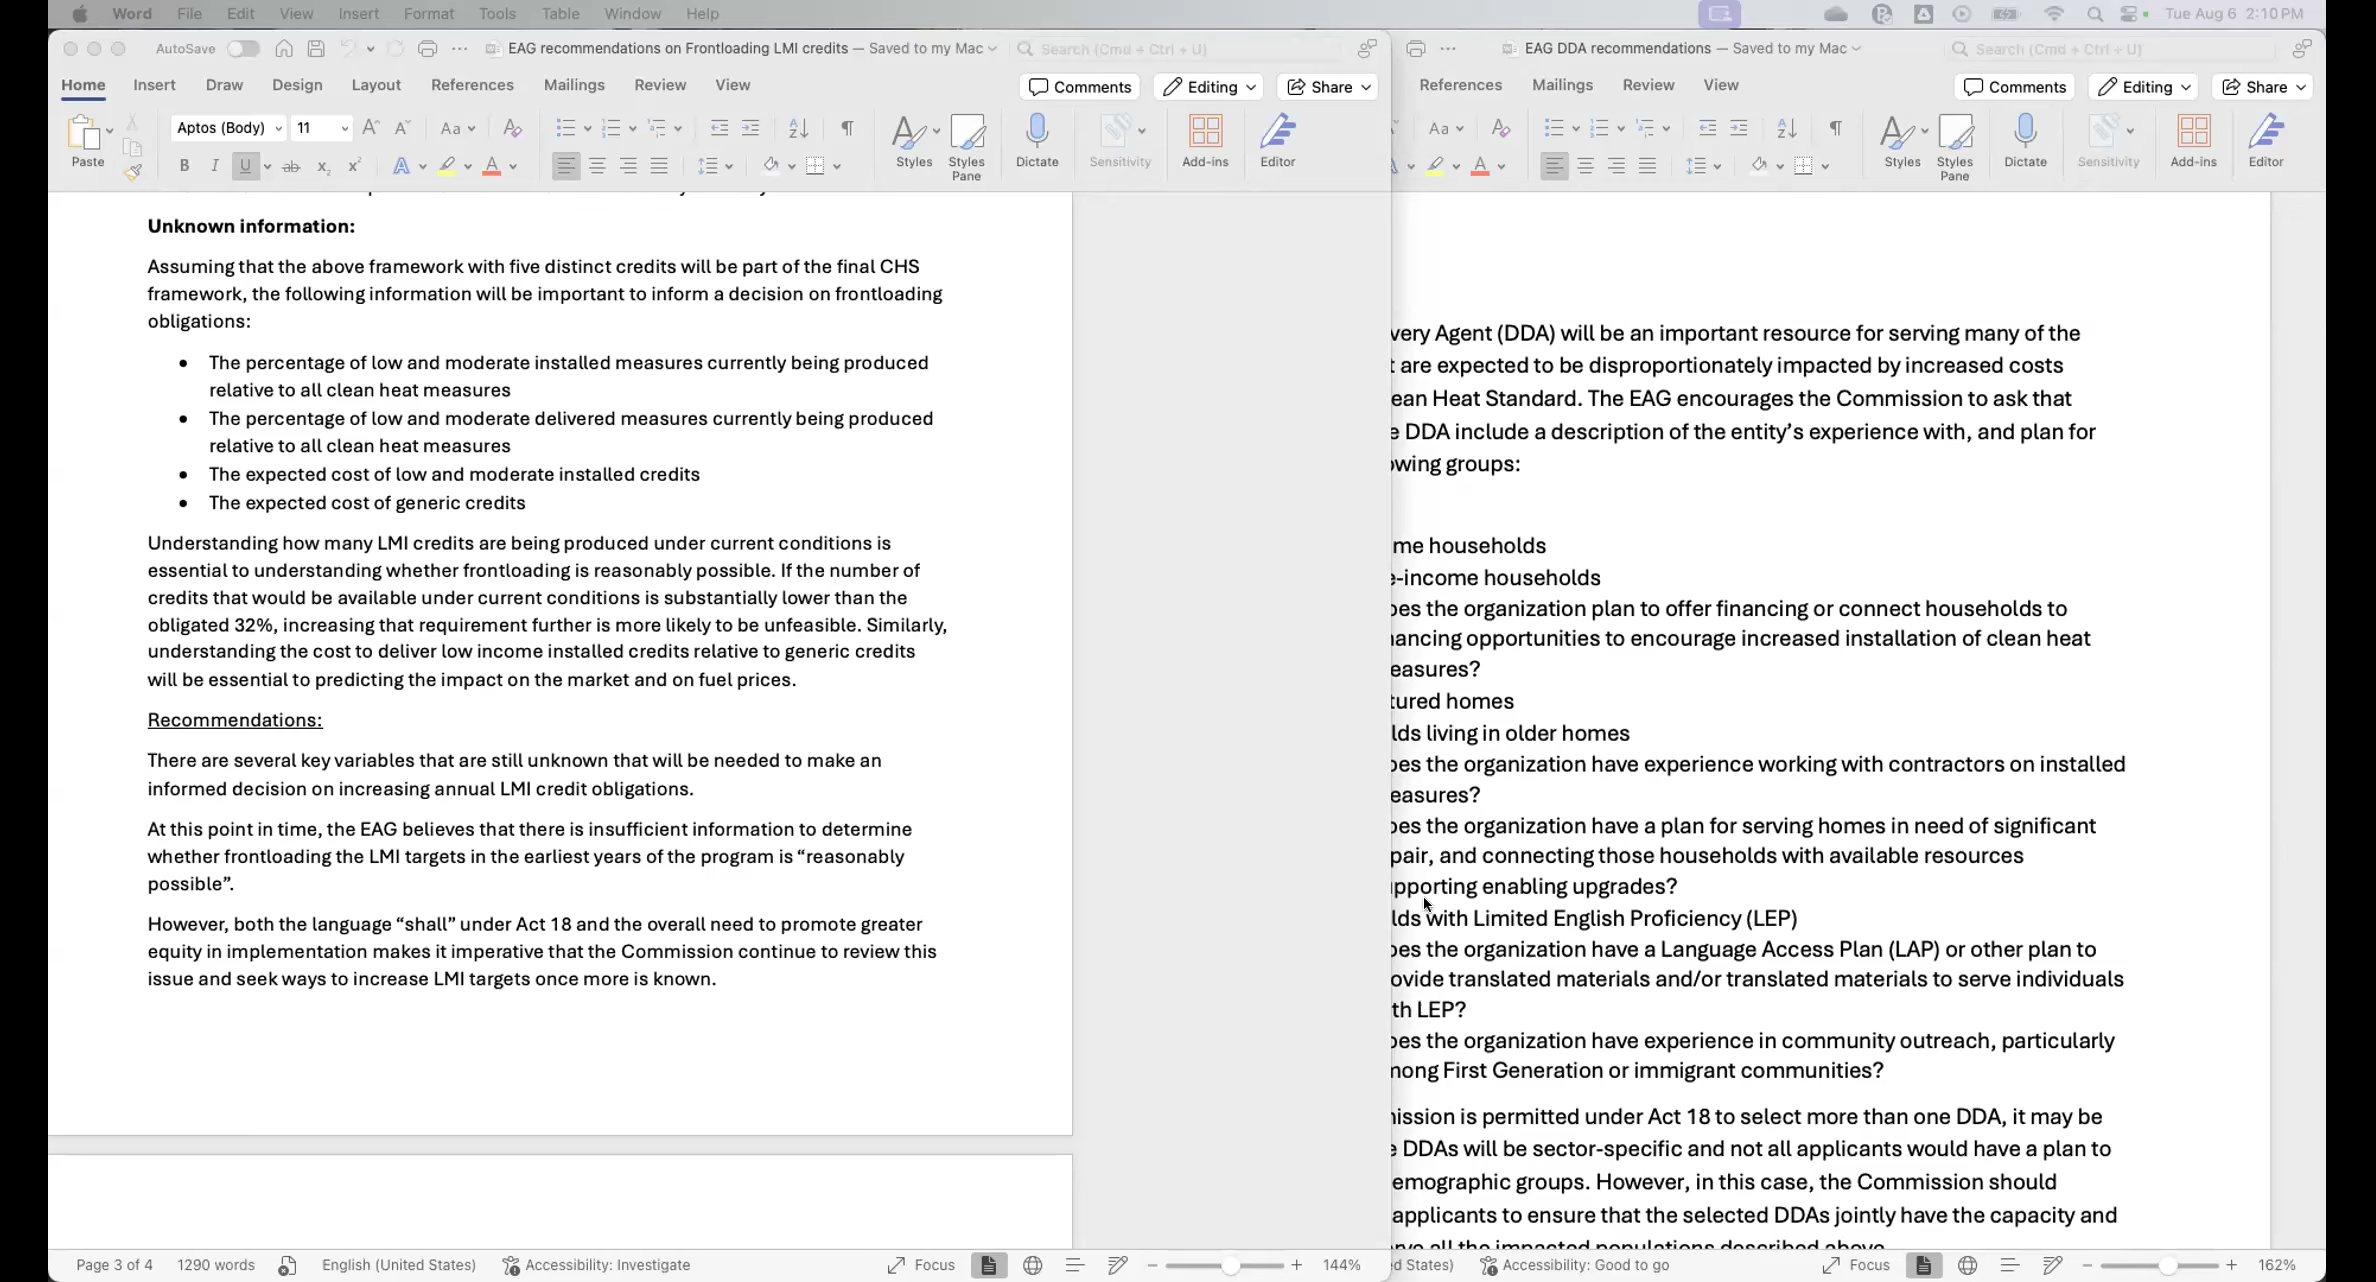 Word File Edit View Insert Format Tools Table Window Help Tue Aug 6 2:10 PM
AutoSave EAG recommendations on Frontloading LMI credits — Saved to my Mac Search (Cmd + Ctrl + U)
Home Insert Draw Design Layout References Mailings Review View Comments Editing Share
Aptos (Body) 11
Paste Styles Styles Pane Dictate Sensitivity Add-ins Editor
Unknown information:
Assuming that the above framework with five distinct credits will be part of the final CHS
framework, the following information will be important to inform a decision on frontloading
obligations:
• The percentage of low and moderate installed measures currently being produced
relative to all clean heat measures
• The percentage of low and moderate delivered measures currently being produced
relative to all clean heat measures
• The expected cost of low and moderate installed credits
• The expected cost of generic credits
Understanding how many LMI credits are being produced under current conditions is
essential to understanding whether frontloading is reasonably possible. If the number of
credits that would be available under current conditions is substantially lower than the
obligated 32%, increasing that requirement further is more likely to be unfeasible. Similarly,
understanding the cost to deliver low income installed credits relative to generic credits
will be essential to predicting the impact on the market and on fuel prices.
Recommendations:
There are several key variables that are still unknown that will be needed to make an
informed decision on increasing annual LMI credit obligations.
At this point in time, the EAG believes that there is insufficient information to determine
whether frontloading the LMI targets in the earliest years of the program is “reasonably
possible”.
However, both the language “shall” under Act 18 and the overall need to promote greater
equity in implementation makes it imperative that the Commission continue to review this
issue and seek ways to increase LMI targets once more is known.
Page 3 of 4 1290 words English (United States) Accessibility: Investigate Focus 144%
EAG DDA recommendations — Saved to my Mac Search (Cmd + Ctrl + U)
References Mailings Review View Comments Editing Share
Styles Styles Pane Dictate Sensitivity Add-ins Editor
very Agent (DDA) will be an important resource for serving many of the
t are expected to be disproportionately impacted by increased costs
ean Heat Standard. The EAG encourages the Commission to ask that
e DDA include a description of the entity’s experience with, and plan for
owing groups:
me households
e-income households
oes the organization plan to offer financing or connect households to
nancing opportunities to encourage increased installation of clean heat
easures?
tured homes
lds living in older homes
oes the organization have experience working with contractors on installed
easures?
oes the organization have a plan for serving homes in need of significant
pair, and connecting those households with available resources
upporting enabling upgrades?
lds with Limited English Proficiency (LEP)
oes the organization have a Language Access Plan (LAP) or other plan to
ovide translated materials and/or translated materials to serve individuals
th LEP?
oes the organization have experience in community outreach, particularly
mong First Generation or immigrant communities?
nission is permitted under Act 18 to select more than one DDA, it may be
e DDAs will be sector-specific and not all applicants would have a plan to
emographic groups. However, in this case, the Commission should
applicants to ensure that the selected DDAs jointly have the capacity and
rve all the impacted populations described above
d States) Accessibility: Good to go Focus 162%